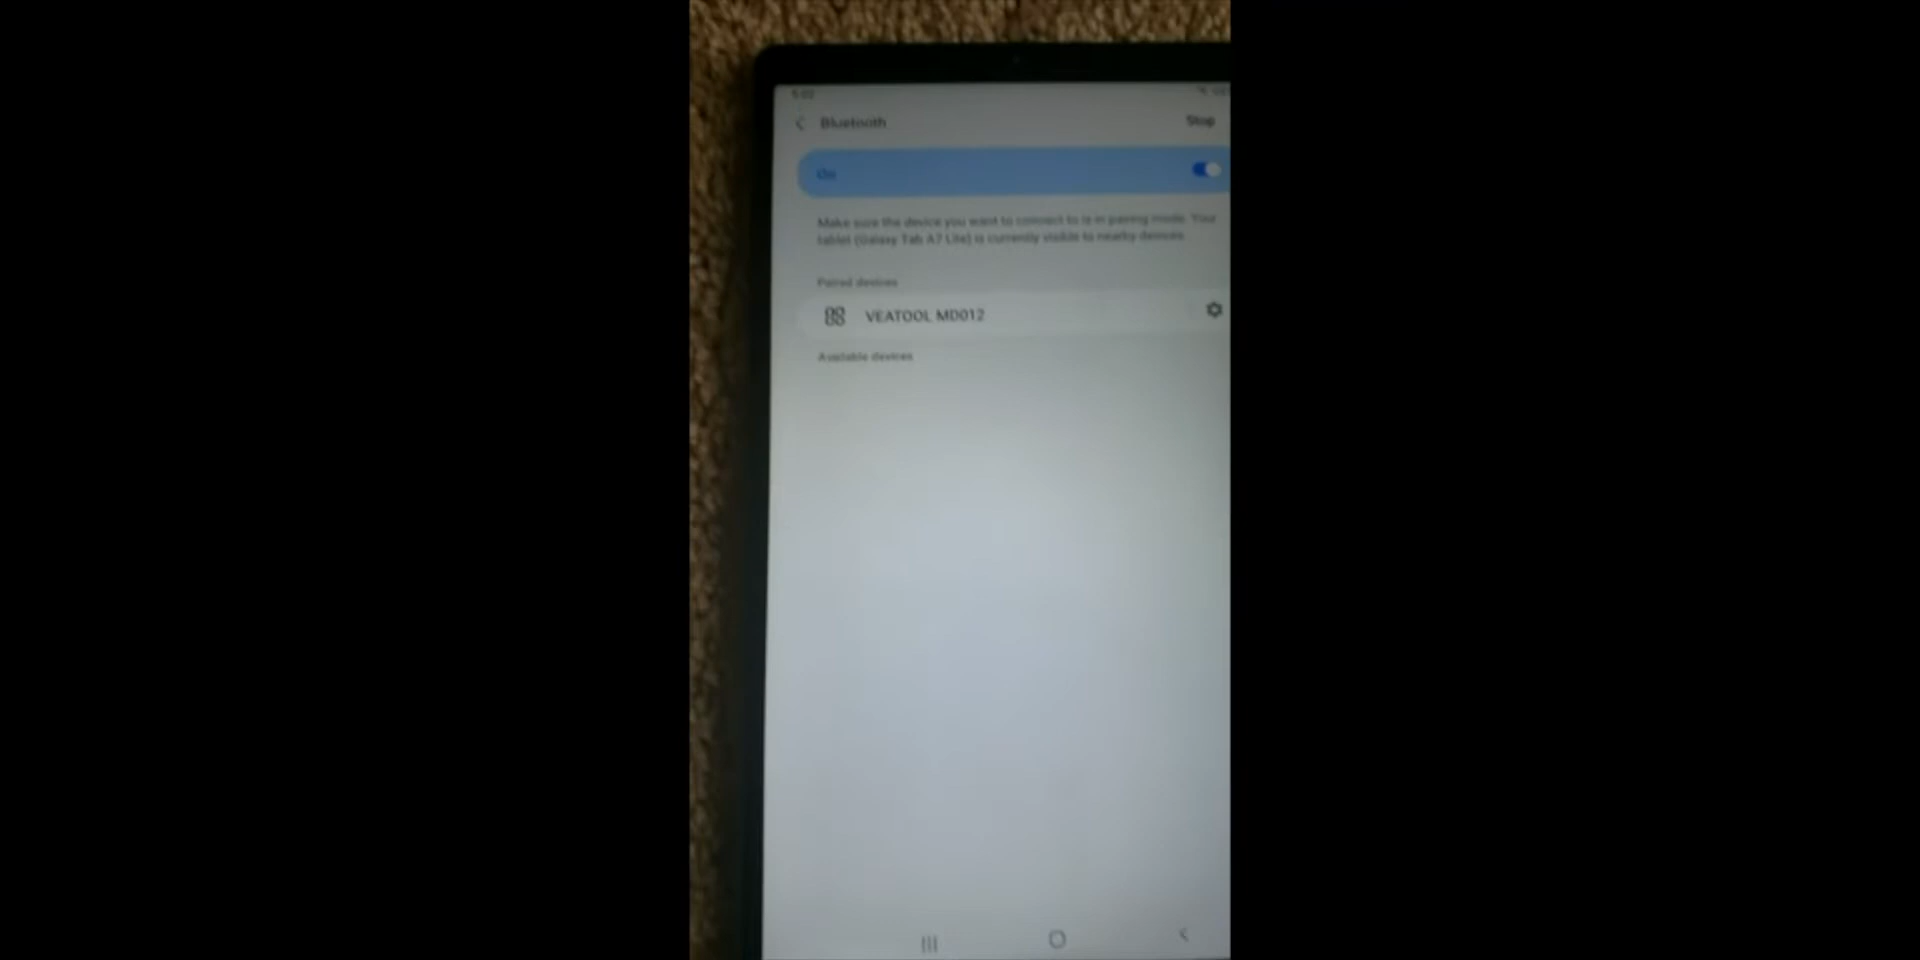 5:02
Bluetooth
Stop
On
Make sure the device you want to connect to is in pairing mode. Your
tablet (Galaxy Tab A7 Lite) is currently visible to nearby devices.
Paired devices
VEATOOL MD012
Available devices